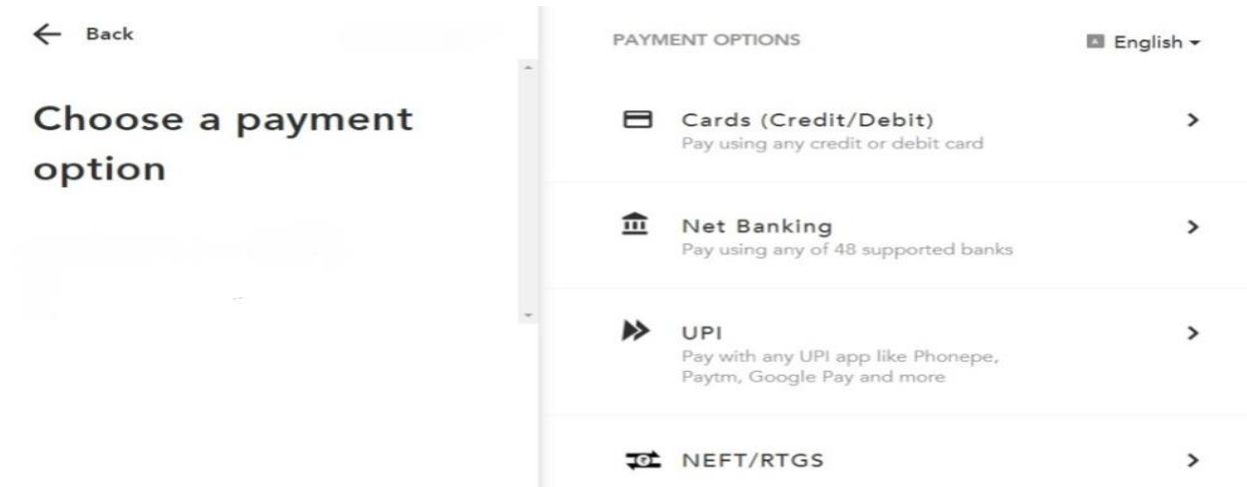 Back
Choose a payment
option
PAYMENT OPTIONS
English
Cards (Credit/Debit)
Pay using any credit or debit card
Net Banking
Pay using any of 48 supported banks
UPI
Pay with any UPI app like Phonepe,
Paytm, Google Pay and more
NEFT/RTGS